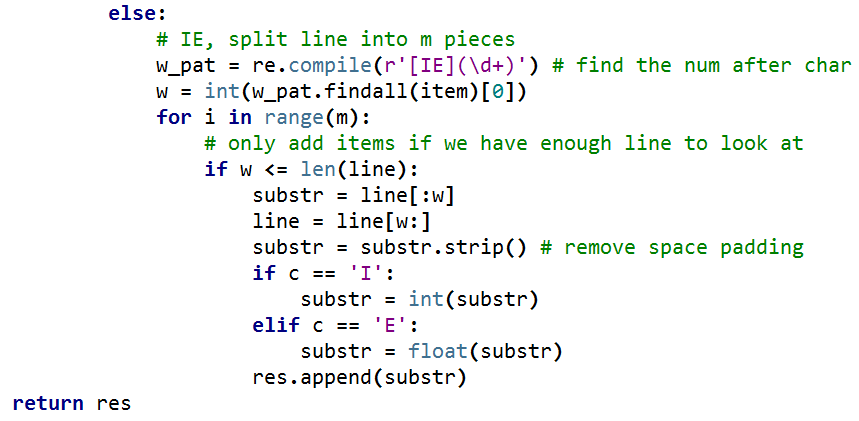 else:
            # IE, split line into m pieces
            w_pat = re.compile(r'[IE](\d+)') # find the num after char
            w = int(w_pat.findall(item)[0])
            for i in range(m):
                # only add items if we have enough line to look at
                if w <= len(line):
                    substr = line[:w]
                    line = line[w:]
                    substr = substr.strip() # remove space padding
                    if c == 'I':
                        substr = int(substr)
                    elif c == 'E':
                        substr = float(substr)
                    res.append(substr)
return res